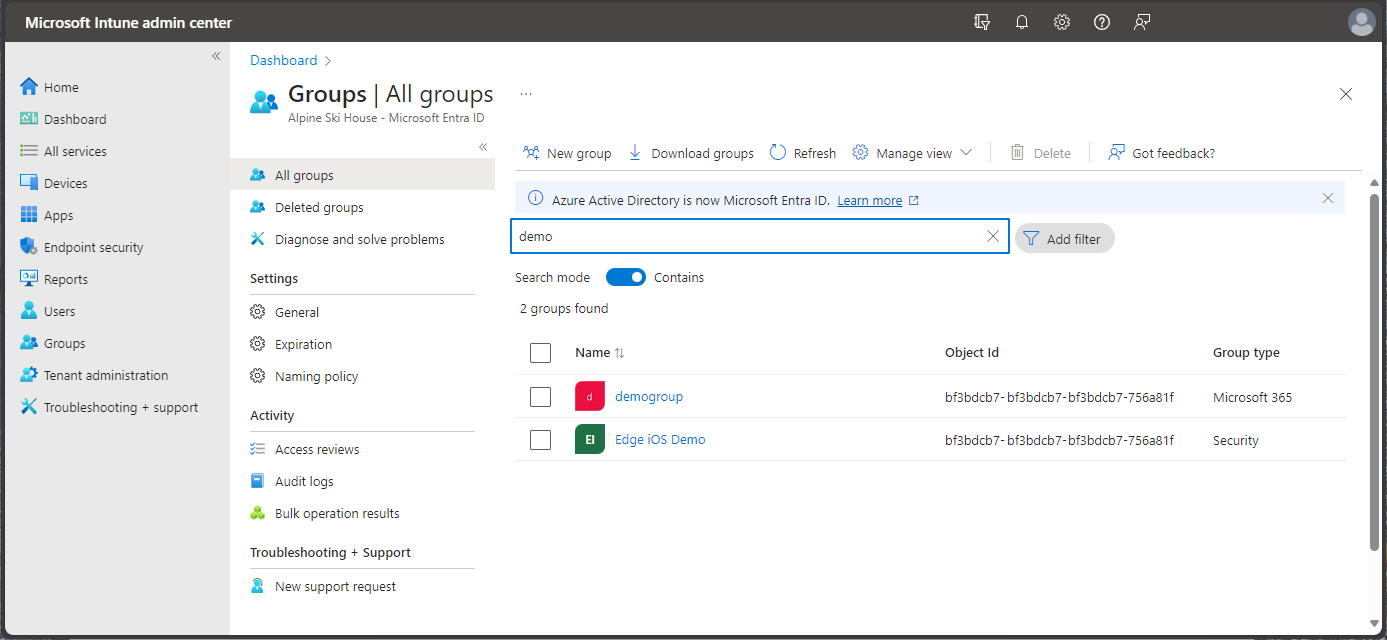 Microsoft Intune admin center
Home
Dashboard
All services
Devices
Apps
Endpoint security
Reports
Users
Groups
Tenant administration
Troubleshooting + support
Dashboard
Groups | All groups
Alpine Ski House - Microsoft Entra ID
All groups
Deleted groups
Diagnose and solve problems
Settings
General
Expiration
Naming policy
Activity
Access reviews
Audit logs
Bulk operation results
Troubleshooting + Support
New support request
New group Download groups Refresh Manage view Delete Got feedback?
Azure Active Directory is now Microsoft Entra ID. Learn more
demo Add filter
Search mode Contains
2 groups found
Name Object Id Group type
d demogroup bf3bdcb7- bf3bdcb7-bf3bdcb7-756a81f Microsoft 365
EI Edge iOS Demo bf3bdcb7- bf3bdcb7-bf3bdcb7-756a81f Security